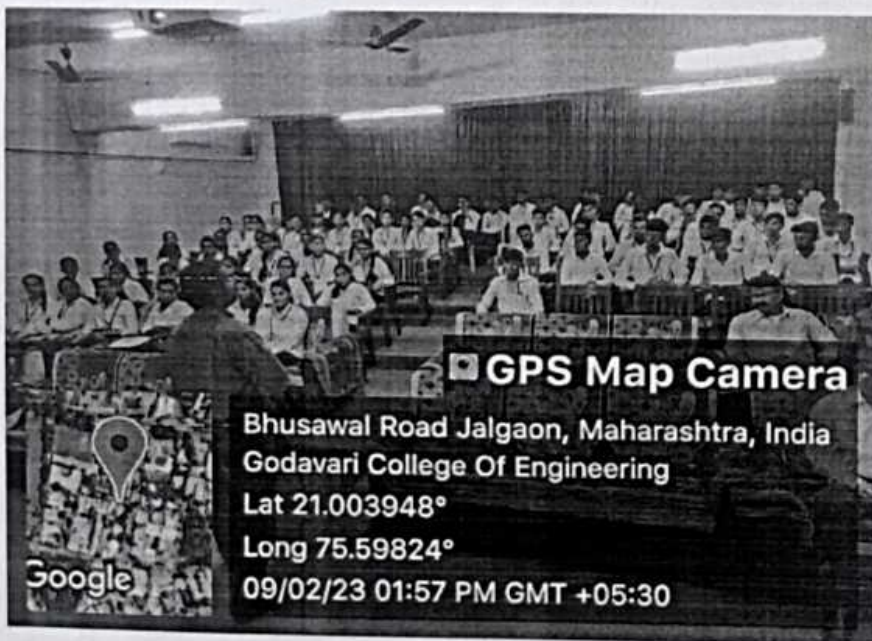 GPS Map Camera
Bhusawal Road Jalgaon, Maharashtra, India
Godavari College Of Engineering
Lat 21.003948°
Long 75.59824°
09/02/23 01:57 PM GMT +05:30
Google